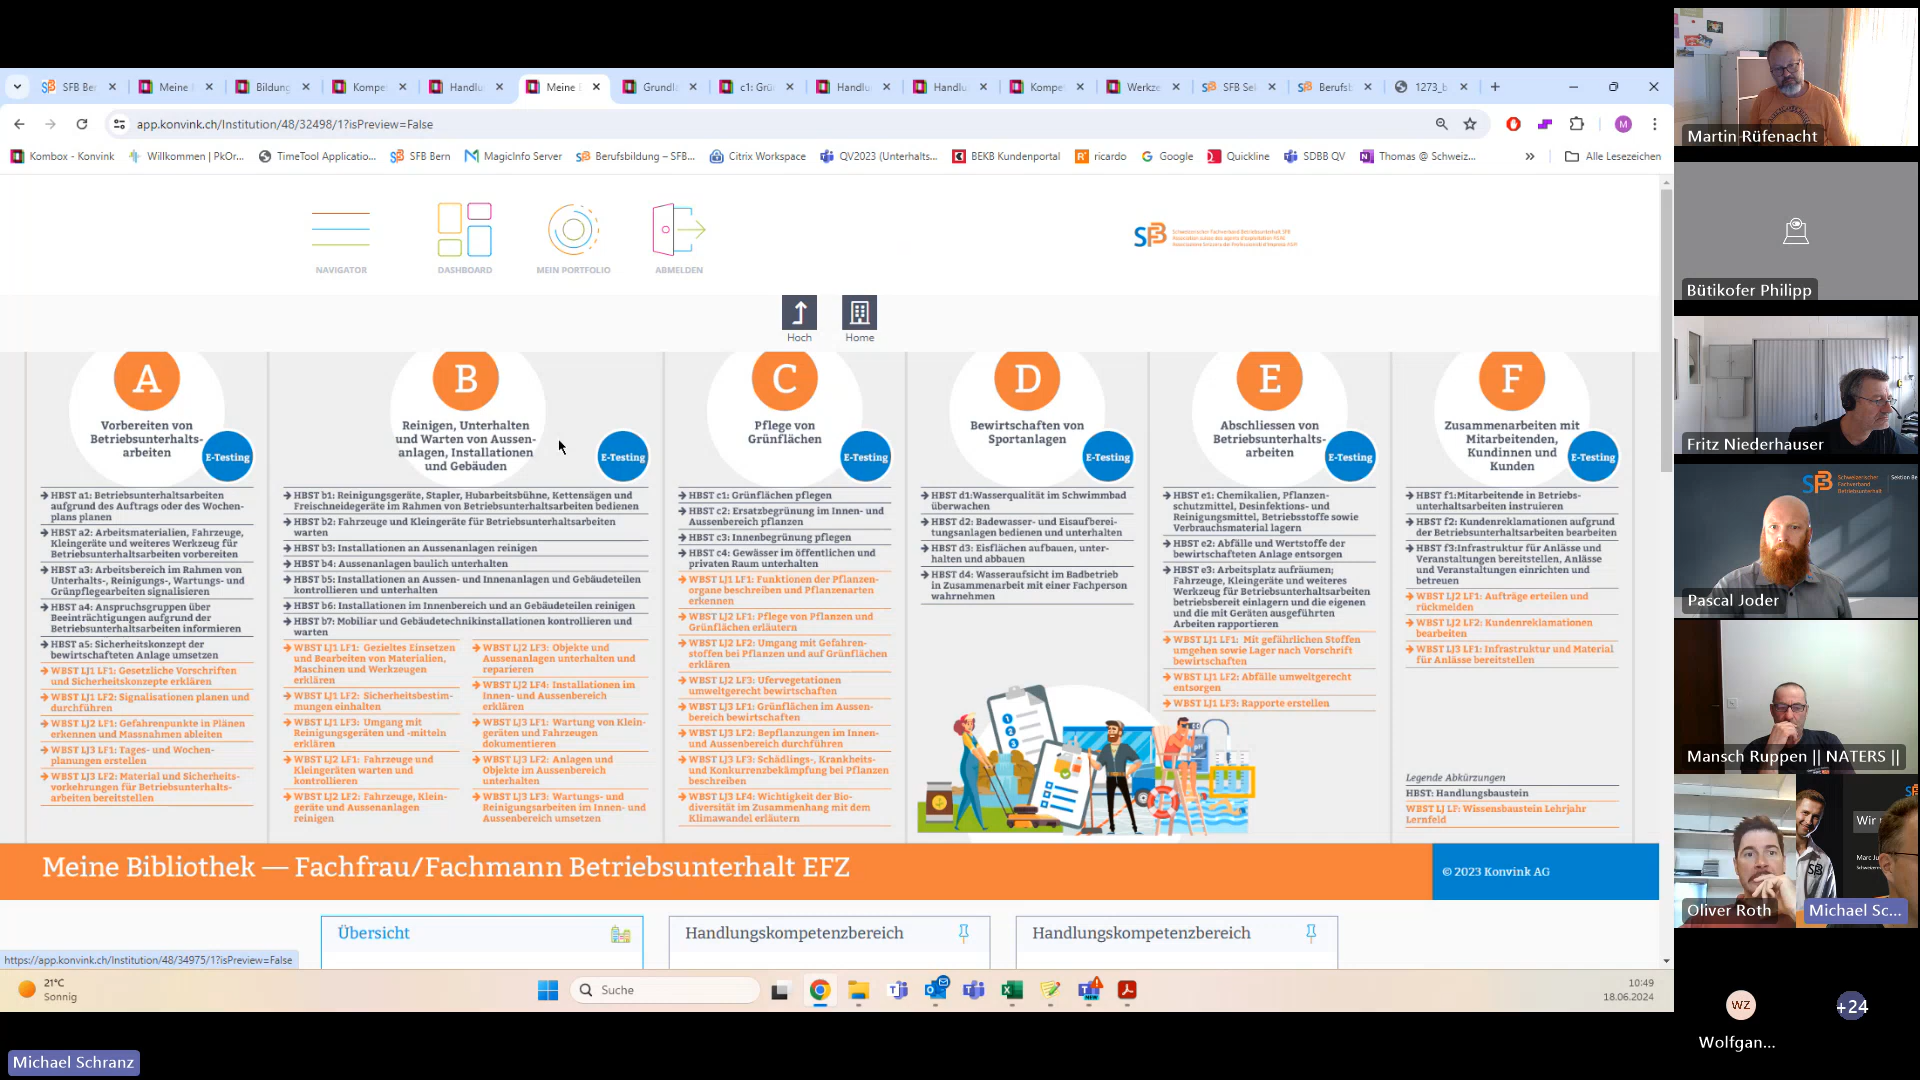 SFB Be
Meine
Bildung
Kompe
Handlu
Meine
Grundl
c1: Grü
Handlu
Handlu
Kompe
Werkze
SFB Sek
Berufsb
1273_b
app.konvink.ch/Institution/48/32498/1?isPreview=False
M
Kombox - Konvink
Willkommen | PkOr...
TimeTool Applicatio...
SFB Bern
MagicInfo Server
Berufsbildung – SFB...
Citrix Workspace
QV2023 (Unterhalts...
BEKB Kundenportal
ricardo
Google
Quickline
SDBB QV
Thomas @ Schweiz...
Alle Lesezeichen
NAVIGATOR
DASHBOARD
MEIN PORTFOLIO
ABMELDEN
SFB
Hoch
Home
A
Vorbereiten von
Betriebsunterhalts-
arbeiten
E-Testing
HBST a1: Betriebsunterhaltsarbeiten
aufgrund des Auftrags oder des Wochen-
plans planen
HBST a2: Arbeitsmaterialien, Fahrzeuge,
Kleingeräte und weiteres Werkzeug für
Betriebsunterhaltsarbeiten vorbereiten
HBST a3: Arbeitsbereich im Rahmen von
Unterhalts-, Reinigungs-, Wartungs- und
Grünpflegearbeiten signalisieren
HBST a4: Anspruchsgruppen über
Beeinträchtigungen aufgrund der
Betriebsunterhaltsarbeiten informieren
HBST a5: Sicherheitskonzept der
bewirtschafteten Anlage umsetzen
WBST LJ1 LF1: Gesetzliche Vorschriften
und Sicherheitskonzepte erklären
WBST LJ1 LF2: Signalisationen planen und
durchführen
WBST LJ2 LF1: Gefahrenpunkte in Plänen
erkennen und Massnahmen ableiten
WBST LJ3 LF1: Tages- und Wochen-
planungen erstellen
WBST LJ3 LF2: Material und Sicherheits-
vorkehrungen für Betriebsunterhalts-
arbeiten bereitstellen
B
Reinigen, Unterhalten
und Warten von Aussen-
anlagen, Installationen
und Gebäuden
E-Testing
HBST b1: Reinigungsgeräte, Stapler, Hubarbeitsbühne, Kettensägen und
Freischneidegeräte im Rahmen von Betriebsunterhaltsarbeiten bedienen
HBST b2: Fahrzeuge und Kleingeräte für Betriebsunterhaltsarbeiten
warten
HBST b3: Installationen an Aussenanlagen reinigen
HBST b4: Aussenanlagen baulich unterhalten
HBST b5: Installationen an Aussen- und Innenanlagen und Gebäudeteilen
kontrollieren und unterhalten
HBST b6: Installationen im Innenbereich und an Gebäudeteilen reinigen
HBST b7: Mobiliar und Gebäudetechnikinstallationen kontrollieren und
warten
WBST LJ1 LF1: Gezieltes Einsetzen
und Bearbeiten von Materialien,
Maschinen und Werkzeugen
erklären
WBST LJ1 LF2: Sicherheitsbestim-
mungen einhalten
WBST LJ1 LF3: Umgang mit
Reinigungsgeräten und -mitteln
erklären
WBST LJ2 LF1: Fahrzeuge und
Kleingeräten warten und
kontrollieren
WBST LJ2 LF2: Fahrzeuge, Klein-
geräte und Aussenanlagen
reinigen
WBST LJ2 LF3: Objekte und
Aussenanlagen unterhalten und
reparieren
WBST LJ2 LF4: Installationen im
Innen- und Aussenbereich
erklären
WBST LJ3 LF1: Wartung von Klein-
geräten und Fahrzeugen
dokumentieren
WBST LJ3 LF2: Anlagen und
Objekte im Aussenbereich
unterhalten
WBST LJ3 LF3: Wartungs- und
Reinigungsarbeiten im Innen- und
Aussenbereich umsetzen
C
Pflege von
Grünflächen
E-Testing
HBST c1: Grünflächen pflegen
HBST c2: Ersatzbegrünung im Innen- und
Aussenbereich pflanzen
HBST c3: Innenbegrünung pflegen
HBST c4: Gewässer im öffentlichen und
privaten Raum unterhalten
WBST LJ1 LF1: Funktionen der Pflanzen-
organe beschreiben und Pflanzenarten
erkennen
WBST LJ2 LF1: Pflege von Pflanzen und
Grünflächen erläutern
WBST LJ2 LF2: Umgang mit Gefahren-
stoffen bei Pflanzen und auf Grünflächen
erklären
WBST LJ2 LF3: Ufervegetationen
umweltgerecht bewirtschaften
WBST LJ3 LF1: Grünflächen im Aussen-
bereich bewirtschaften
WBST LJ3 LF2: Bepflanzungen im Innen-
und Aussenbereich durchführen
WBST LJ3 LF3: Schädlings-, Krankheits-
und Konkurrenzbekämpfung bei Pflanzen
beschreiben
WBST LJ3 LF4: Wichtigkeit der Bio-
diversität im Zusammenhang mit dem
Klimawandel erläutern
D
Bewirtschaften von
Sportanlagen
E-Testing
HBST d1:Wasserqualität im Schwimmbad
überwachen
HBST d2: Badewasser- und Eisaufberei-
tungsanlagen bedienen und unterhalten
HBST d3: Eisflächen aufbauen, unter-
halten und abbauen
HBST d4: Wasseraufsicht im Badbetrieb
in Zusammenarbeit mit einer Fachperson
wahrnehmen
1
2
3
E
Abschliessen von
Betriebsunterhalts-
arbeiten
E-Testing
HBST e1: Chemikalien, Pflanzen-
schutzmittel, Desinfektions- und
Reinigungsmittel, Betriebsstoffe sowie
Verbrauchsmaterial lagern
HBST e2: Abfälle und Wertstoffe der
bewirtschafteten Anlage entsorgen
HBST e3: Arbeitsplatz aufräumen;
Fahrzeuge, Kleingeräte und weiteres
Werkzeug für Betriebsunterhaltsarbeiten
betriebsbereit einlagern und die eigenen
und die mit Geräten ausgeführten
Arbeiten rapportieren
WBST LJ1 LF1: Mit gefährlichen Stoffen
umgehen sowie Lager nach Vorschrift
bewirtschaften
WBST LJ1 LF2: Abfälle umweltgerecht
entsorgen
WBST LJ1 LF3: Rapporte erstellen
F
Zusammenarbeiten mit
Mitarbeitenden,
Kundinnen und
Kunden
E-Testing
HBST f1:Mitarbeitende in Betriebs-
unterhaltsarbeiten instruieren
HBST f2: Kundenreklamationen aufgrund
der Betriebsunterhaltsarbeiten bearbeiten
HBST f3:Infrastruktur für Anlässe und
Veranstaltungen bereitstellen, Anlässe
und Veranstaltungen einrichten und
betreuen
WBST LJ2 LF1: Aufträge erteilen und
rückmelden
WBST LJ2 LF2: Kundenreklamationen
bearbeiten
WBST LJ3 LF1: Infrastruktur und Material
für Anlässe bereitstellen
Legende Abkürzungen
HBST: Handlungsbaustein
WBST LJ LF: Wissensbaustein Lehrjahr
Lernfeld
Meine Bibliothek — Fachfrau/Fachmann Betriebsunterhalt EFZ
© 2023 Konvink AG
Übersicht
Handlungskompetenzbereich
Handlungskompetenzbereich
https://app.konvink.ch/Institution/48/34975/1?isPreview=False
21°C
Sonnig
Suche
10:49
18.06.2024
Michael Schranz
Martin Rüfenacht
Bütikofer Philipp
Fritz Niederhauser
SFB
Schweizerischer
Fachverband
Betriebsunterhalt
Sektion Be
Pascal Joder
Mansch Ruppen || NATERS ||
Wir
Marc Ju
Oliver Roth
Michael Sc...
WZ
+24
Wolfgan...